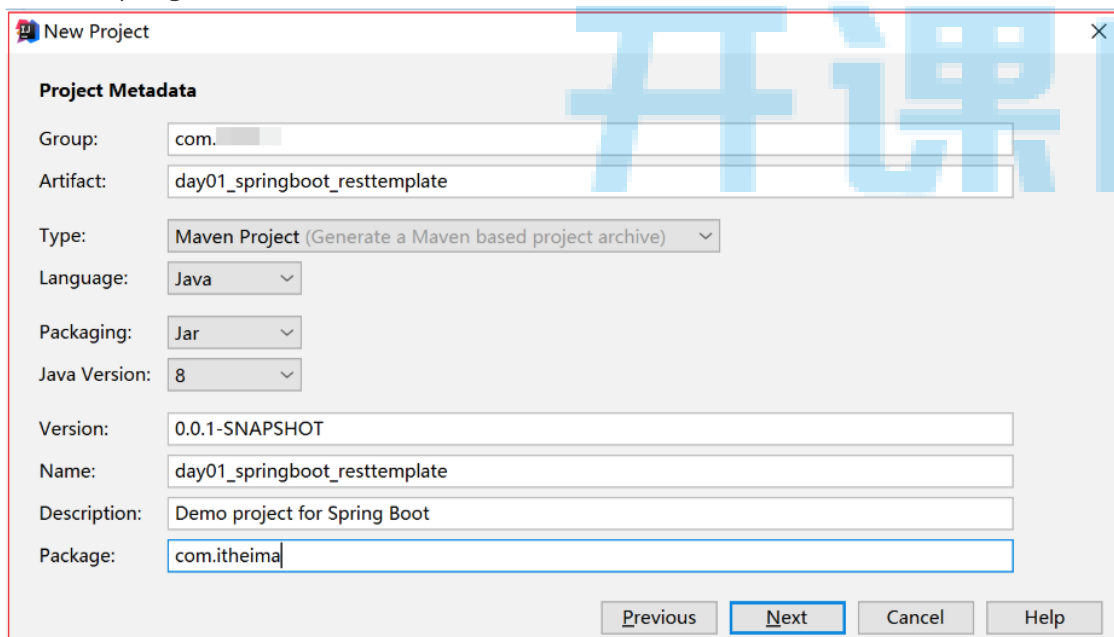 New Project
开课
Project Metadata
Group: com.
Artifact: day01_springboot_resttemplate
Type: Maven Project (Generate a Maven based project archive)
Language: Java
Packaging: Jar
Java Version: 8
Version: 0.0.1-SNAPSHOT
Name: day01_springboot_resttemplate
Description: Demo project for Spring Boot
Package: com.itheima
Previous Next Cancel Help